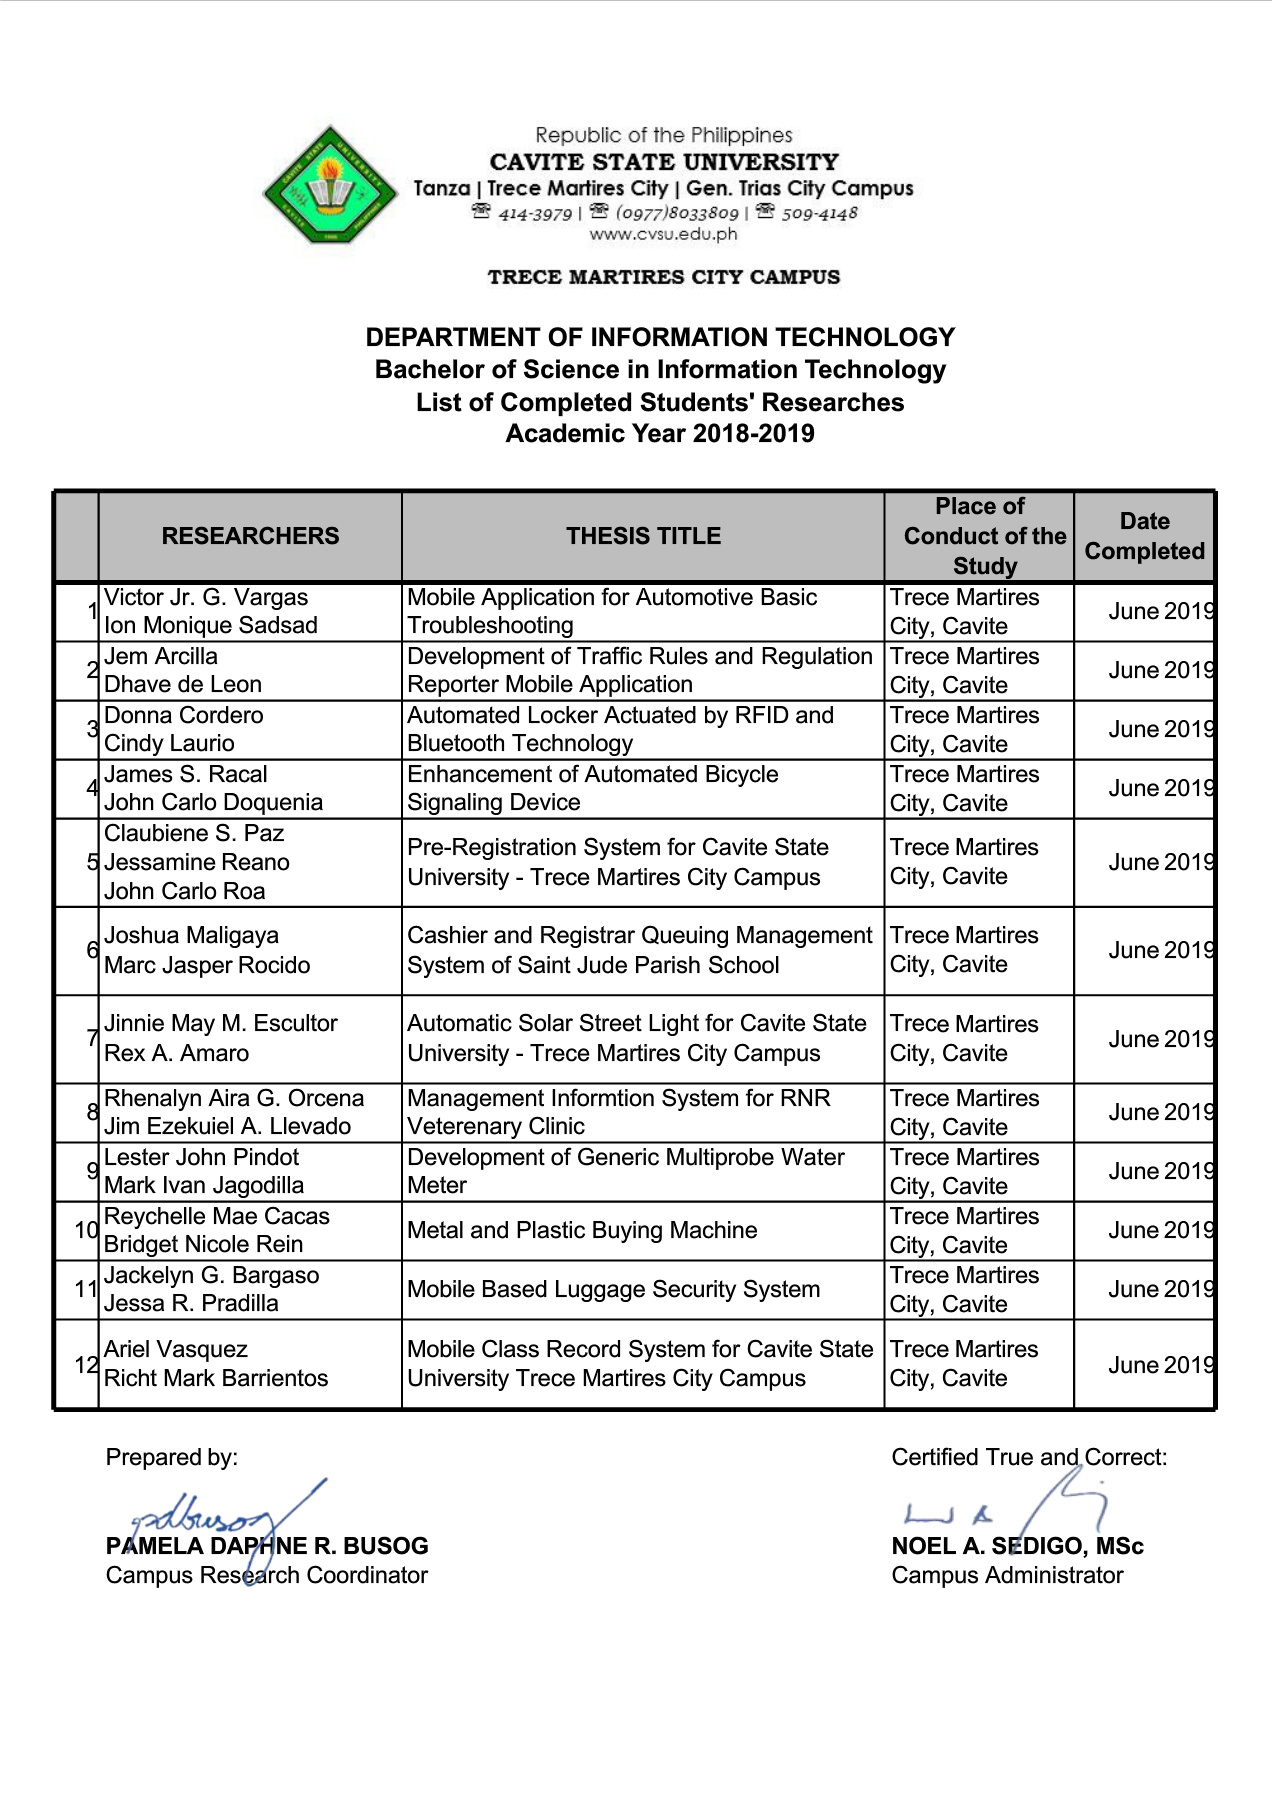 Republic of the Philippines
CAVITE STATE UNIVERSITY
Tanza | Trece Martires City | Gen. Trias City Campus
☏ 414-3979 | ☏ (0977)8033809 | ☏ 509-4148
www.cvsu.edu.ph
CAVITE STATE UNIVERSITY
CAVITE PHILIPPINES
1906
TRECE MARTIRES CITY CAMPUS
DEPARTMENT OF INFORMATION TECHNOLOGY
Bachelor of Science in Information Technology
List of Completed Students' Researches
Academic Year 2018-2019
RESEARCHERS
THESIS TITLE
Place of
Conduct of the
Study
Date
Completed
1
Victor Jr. G. Vargas
Ion Monique Sadsad
Mobile Application for Automotive Basic
Troubleshooting
Trece Martires
City, Cavite
June 2019
2
Jem Arcilla
Dhave de Leon
Development of Traffic Rules and Regulation
Reporter Mobile Application
Trece Martires
City, Cavite
June 2019
3
Donna Cordero
Cindy Laurio
Automated Locker Actuated by RFID and
Bluetooth Technology
Trece Martires
City, Cavite
June 2019
4
James S. Racal
John Carlo Doquenia
Enhancement of Automated Bicycle
Signaling Device
Trece Martires
City, Cavite
June 2019
5
Claubiene S. Paz
Jessamine Reano
John Carlo Roa
Pre-Registration System for Cavite State
University - Trece Martires City Campus
Trece Martires
City, Cavite
June 2019
6
Joshua Maligaya
Marc Jasper Rocido
Cashier and Registrar Queuing Management
System of Saint Jude Parish School
Trece Martires
City, Cavite
June 2019
7
Jinnie May M. Escultor
Rex A. Amaro
Automatic Solar Street Light for Cavite State
University - Trece Martires City Campus
Trece Martires
City, Cavite
June 2019
8
Rhenalyn Aira G. Orcena
Jim Ezekuiel A. Llevado
Management Informtion System for RNR
Veterenary Clinic
Trece Martires
City, Cavite
June 2019
9
Lester John Pindot
Mark Ivan Jagodilla
Development of Generic Multiprobe Water
Meter
Trece Martires
City, Cavite
June 2019
10
Reychelle Mae Cacas
Bridget Nicole Rein
Metal and Plastic Buying Machine
Trece Martires
City, Cavite
June 2019
11
Jackelyn G. Bargaso
Jessa R. Pradilla
Mobile Based Luggage Security System
Trece Martires
City, Cavite
June 2019
12
Ariel Vasquez
Richt Mark Barrientos
Mobile Class Record System for Cavite State
University Trece Martires City Campus
Trece Martires
City, Cavite
June 2019
Prepared by:
pdbusog
PAMELA DAPHNE R. BUSOG
Campus Research Coordinator
Certified True and Correct:
NOEL A. SEDIGO, MSc
Campus Administrator